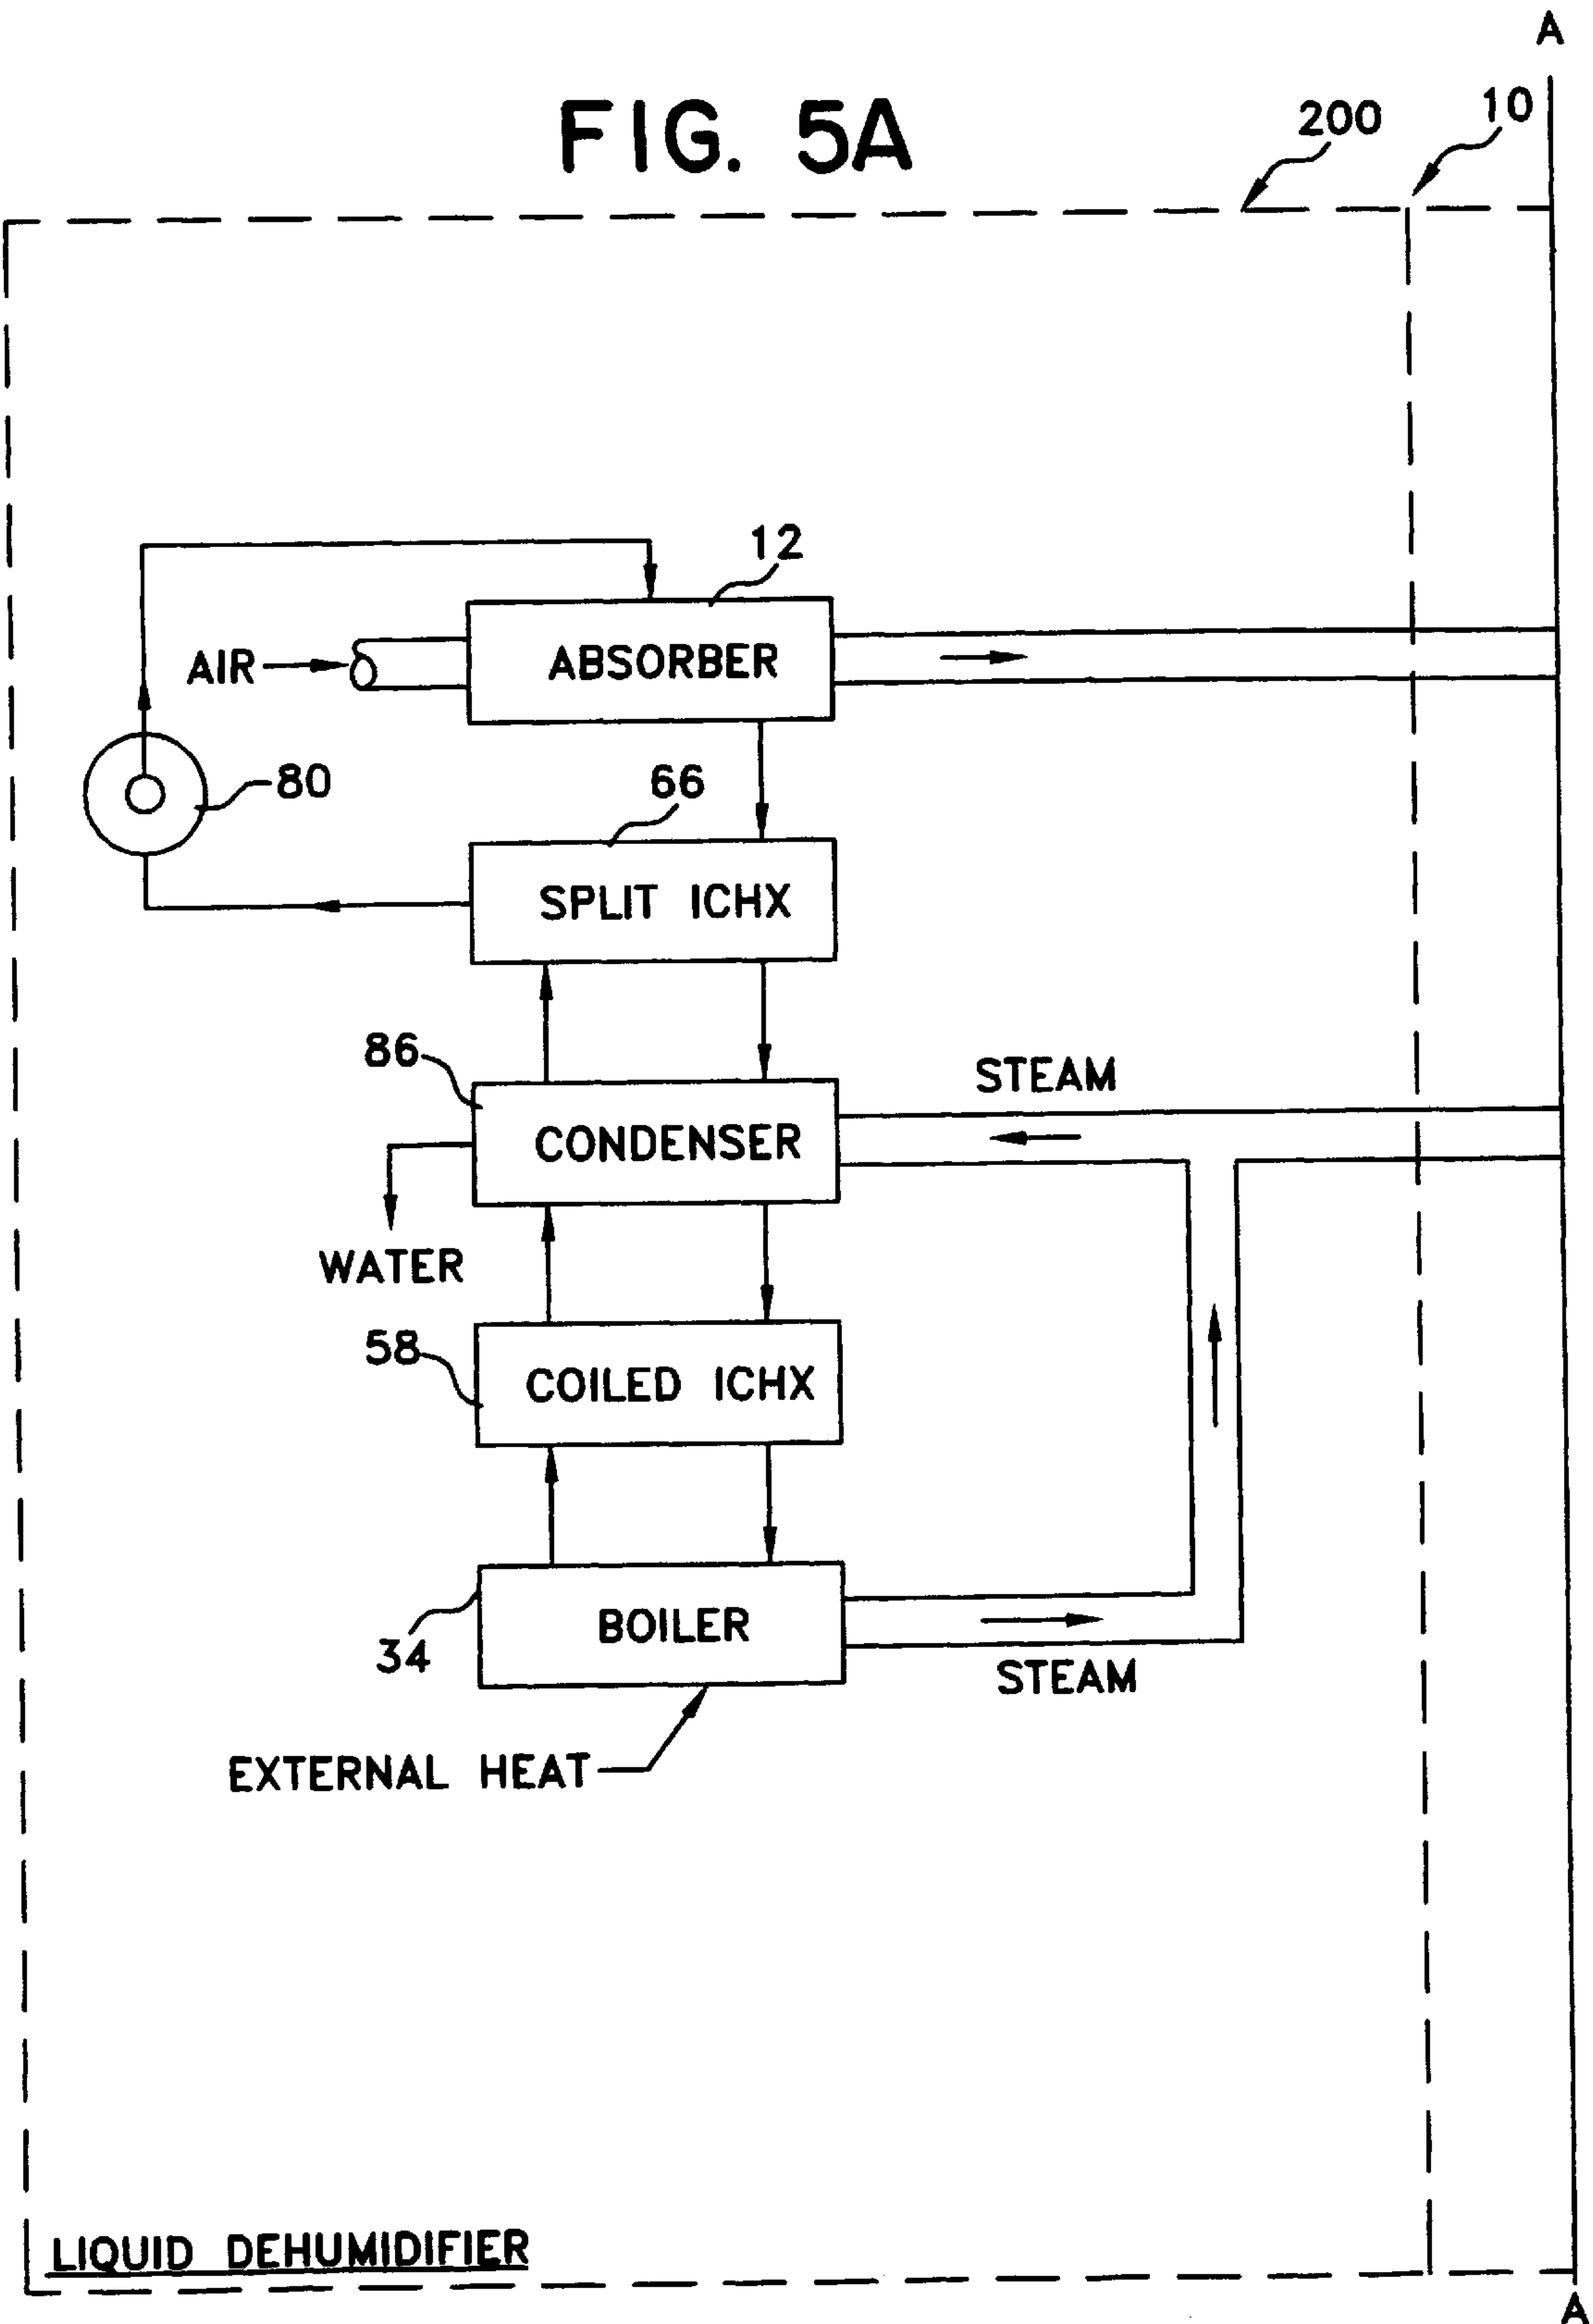 A
FIG. 5A
200
10
12
AIR
ABSORBER
80
66
SPLIT ICHX
86
STEAM
CONDENSER
WATER
58
COILED ICHX
34
BOILER
STEAM
EXTERNAL HEAT
LIQUID DEHUMIDIFIER
A